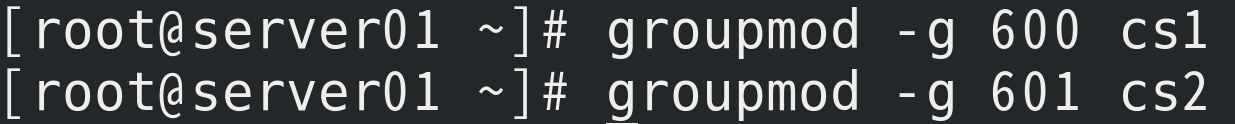 [root@server01 ~]# groupmod -g 600 cs1
[root@server01 ~]# groupmod -g 601 cs2